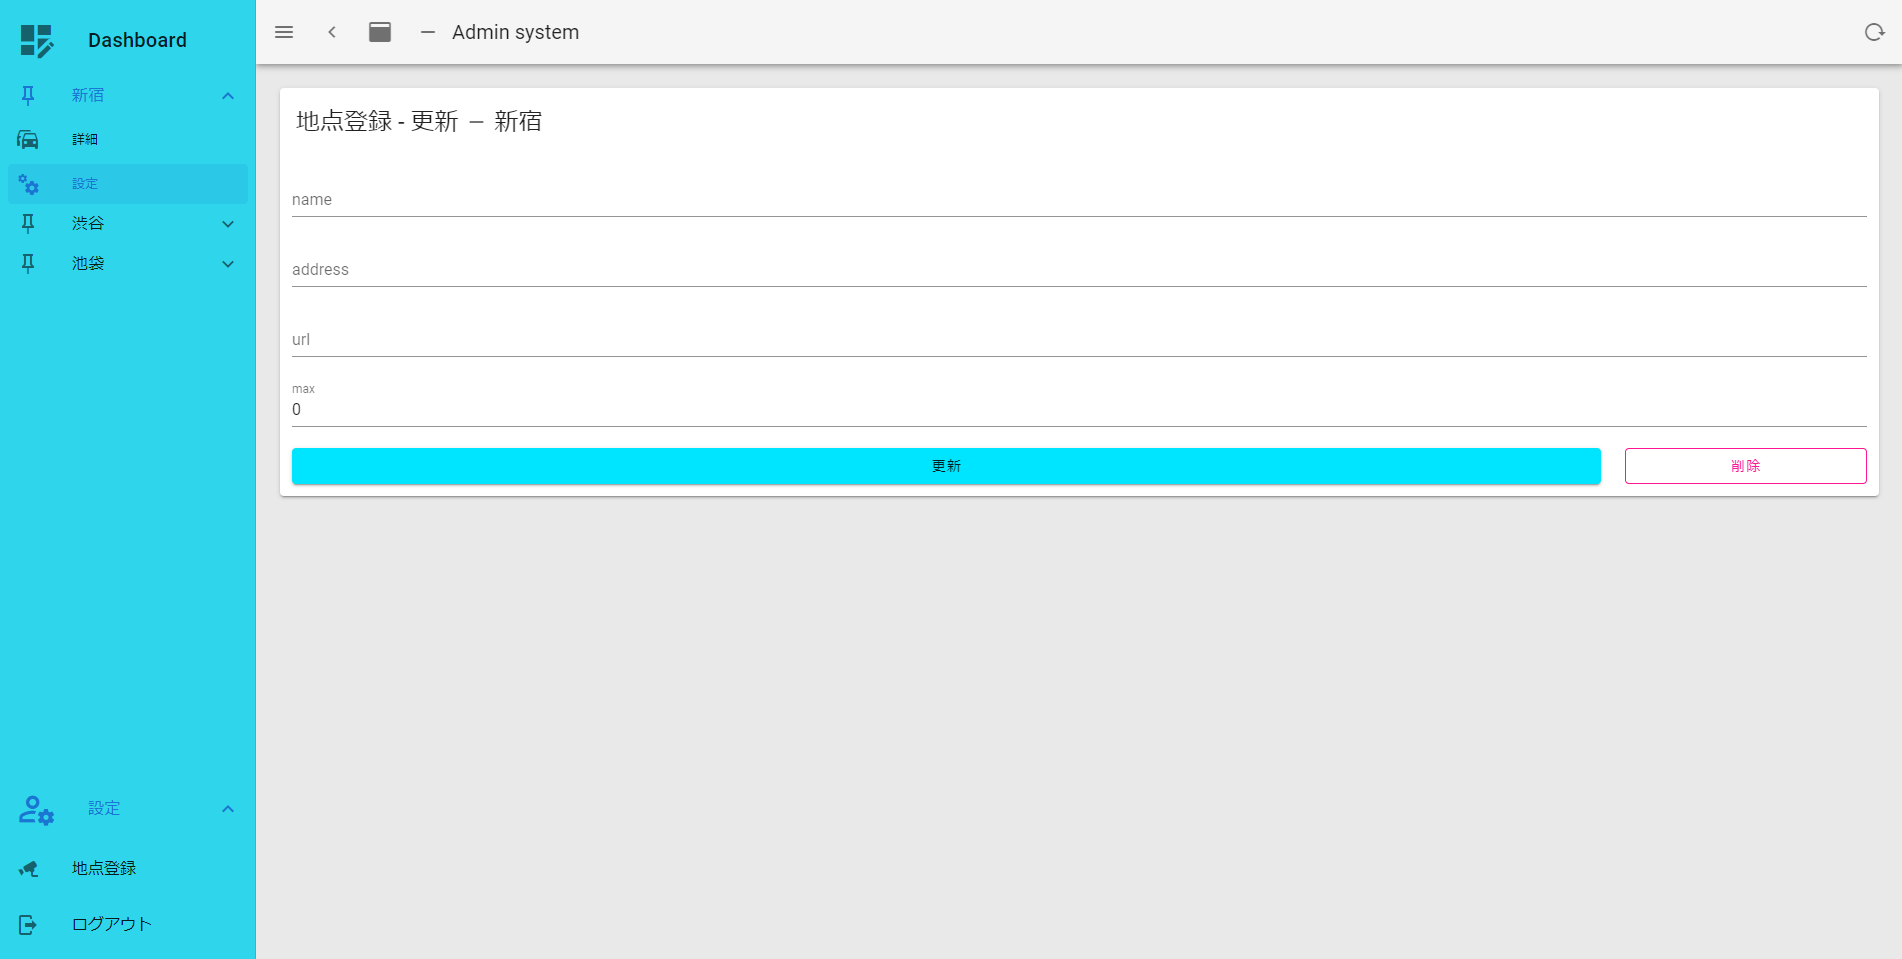 Dashboard
新宿
詳細
設定
渋谷
池袋
設定
地点登録
ログアウト
Admin system
地点登録 - 更新 － 新宿
name
address
url
max
0
更新
削除